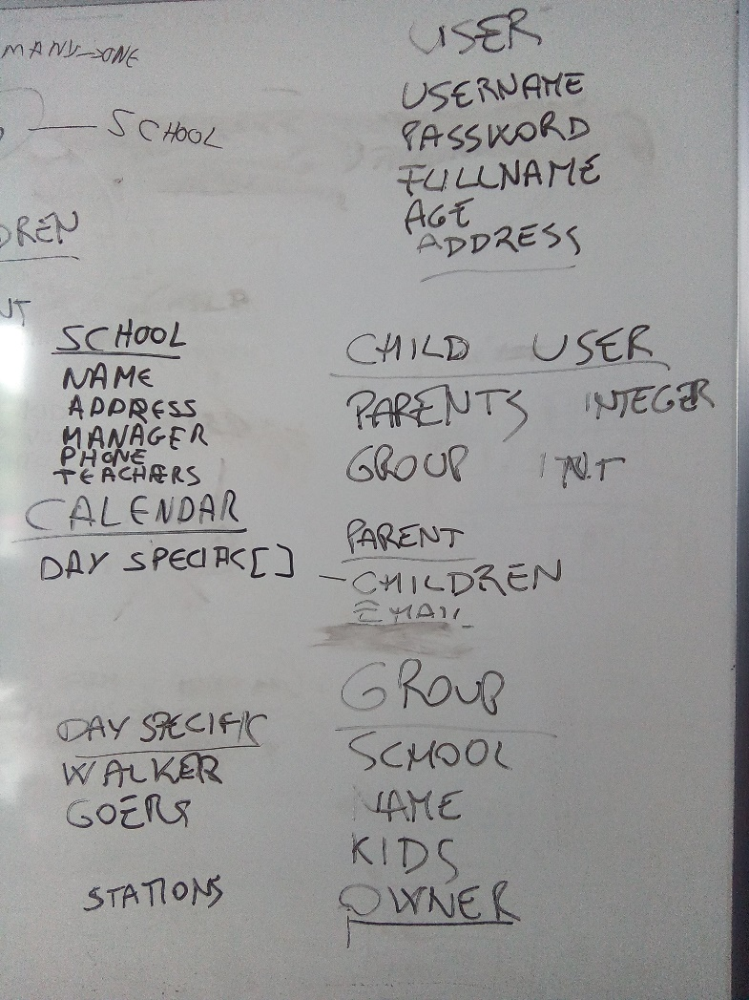 MANY→ONE
SCHOOL
DREN
NT
SCHOOL
NAME
ADDRESS
MANAGER
PHONE
TEACHERS
CALENDAR
DAY SPECIFIC[]
DAY SPECIFIC
WALKER
GOERS
STATIONS
USER
USERNAME
PASSWORD
FULLNAME
AGE
ADDRESS
CHILD USER
PARENTS INTEGER
GROUP INT
PARENT
CHILDREN
EMAIL
GROUP
SCHOOL
NAME
KIDS
OWNER